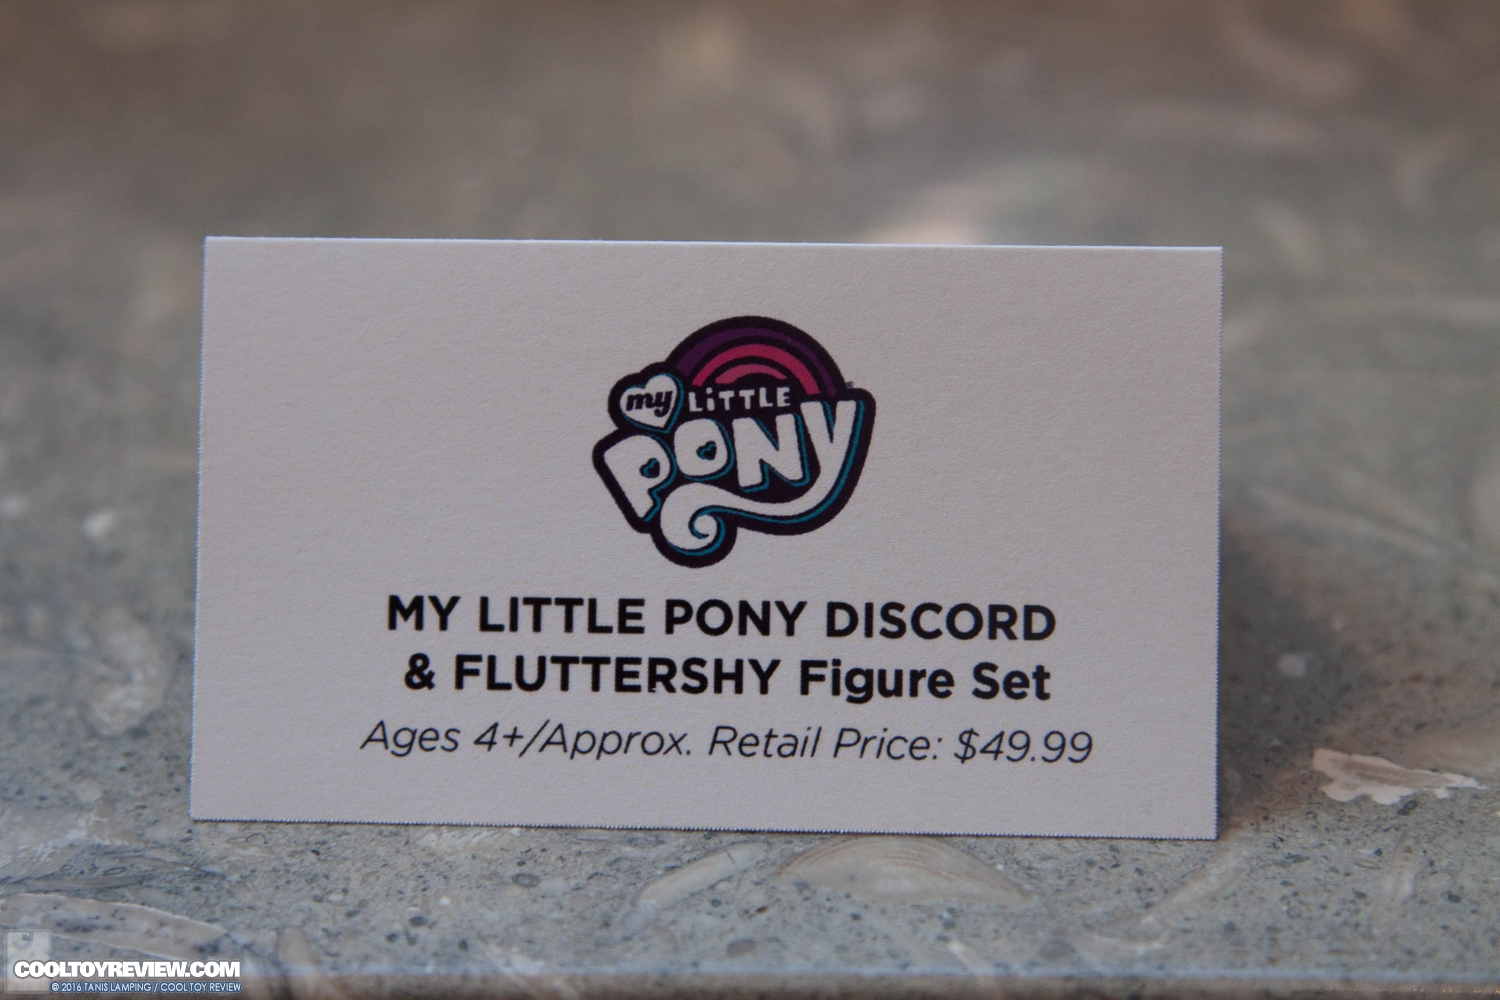 my LiTTLE
PONY
MY LITTLE PONY DISCORD
& FLUTTERSHY Figure Set
Ages 4+/Approx. Retail Price: $49.99
COOLTOYREVIEW.COM
© 2016 TANIS LAMPING / COOL TOY REVIEW